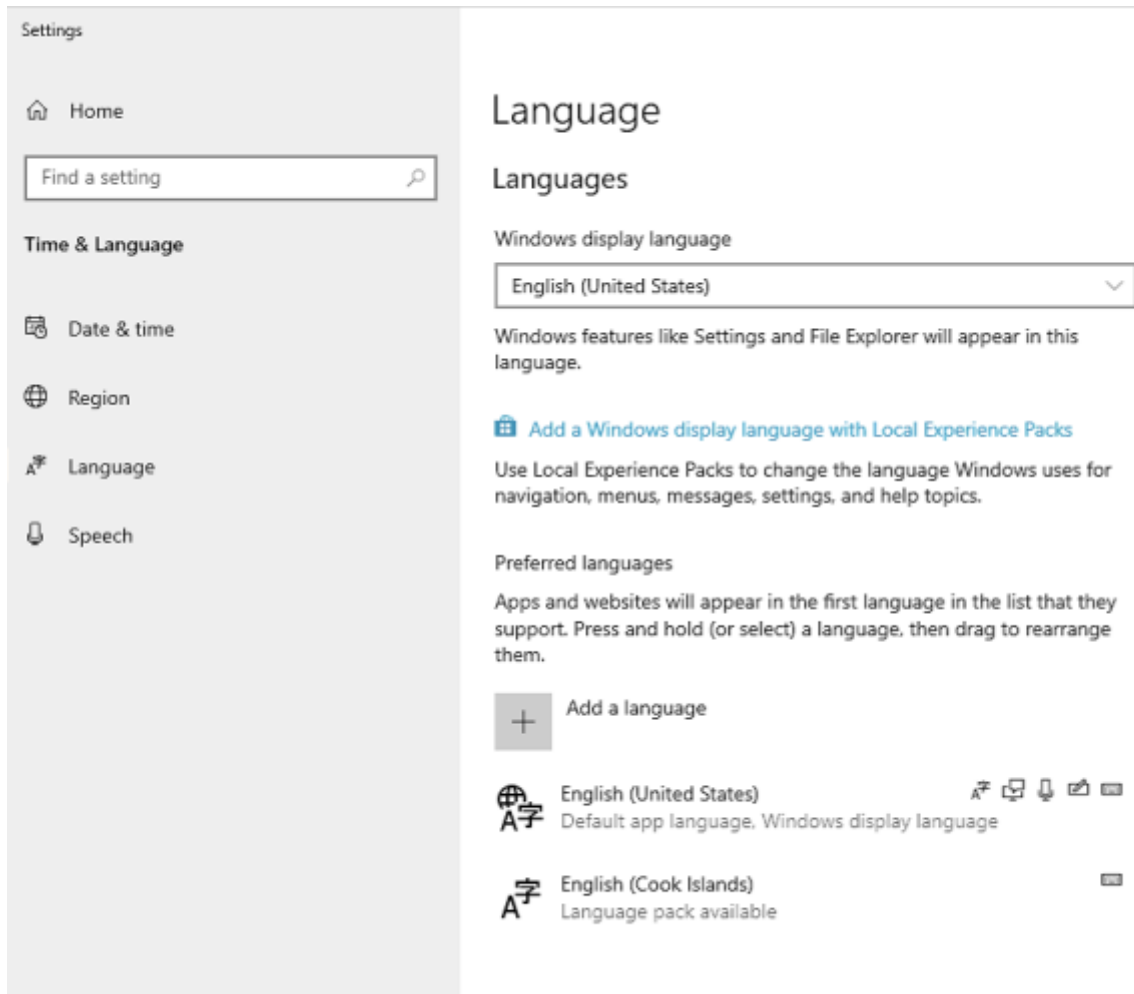 Settings
Home
Find a setting
Time & Language
Date & time
Region
Language
Speech
Language
Languages
Windows display language
English (United States)
Windows features like Settings and File Explorer will appear in this
language.
Add a Windows display language with Local Experience Packs
Use Local Experience Packs to change the language Windows uses for
navigation, menus, messages, settings, and help topics.
Preferred languages
Apps and websites will appear in the first language in the list that they
support. Press and hold (or select) a language, then drag to rearrange
them.
Add a language
English (United States)
Default app language, Windows display language
English (Cook Islands)
Language pack available